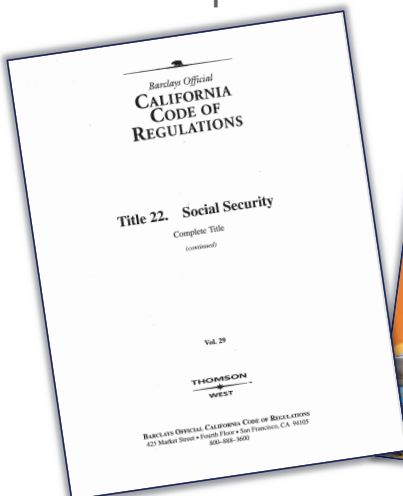 Barclays Official
CALIFORNIA
CODE OF
REGULATIONS
Title 22. Social Security
Complete Title
(continued)
Vol. 29
THOMSON
WEST
BARCLAYS OFFICIAL CALIFORNIA CODE OF REGULATIONS
425 Market Street • Fourth Floor • San Francisco, CA 94105
800-888-3600